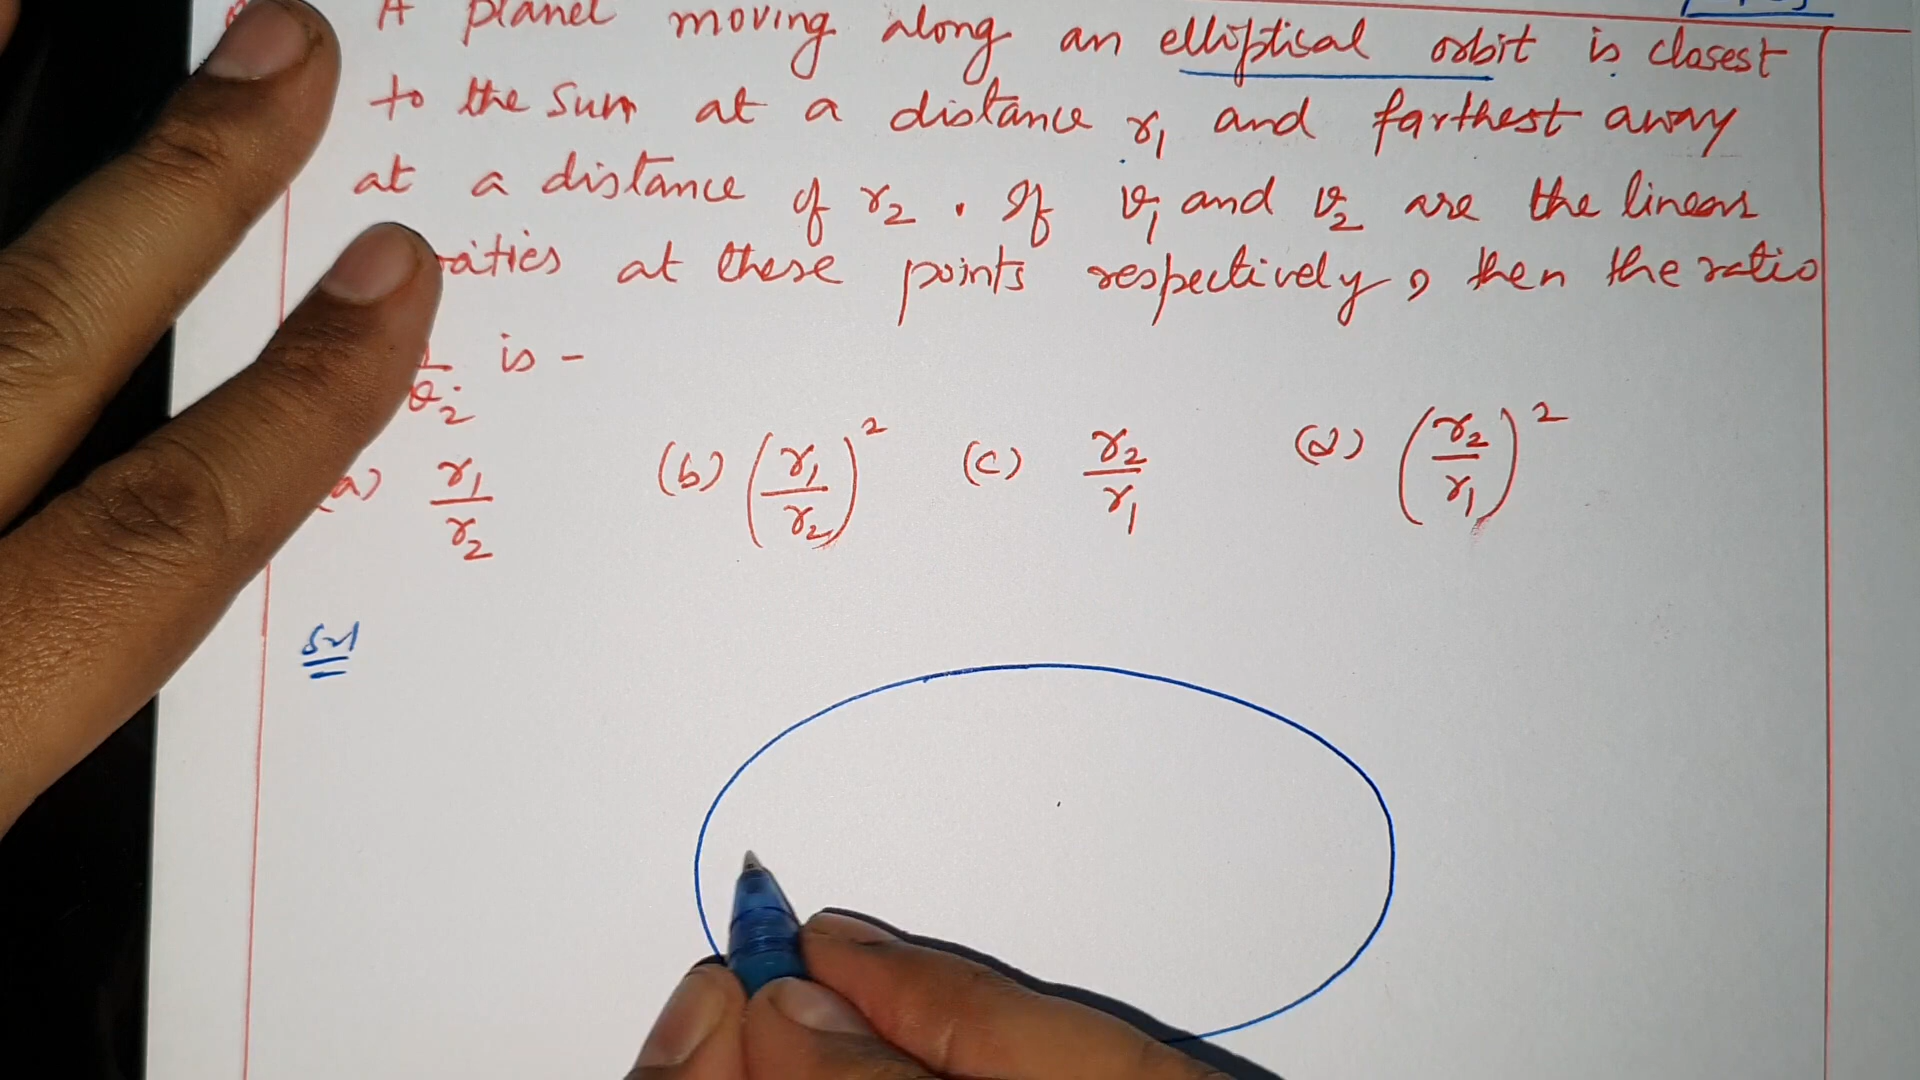 A planet moving along an elliptical orbit is closest
to the sun at a distance r₁ and farthest away
at a distance of r₂. If v₁ and v₂ are the linear
at these points respectively, then the ratio
is -
(a) r₁/r₂ (b) (r₁/r₂)² (c) r₂/r₁ (d) (r₂/r₁)²
Sol